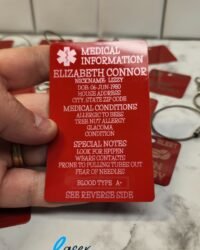 MEDICAL
INFORMATION
ELIZABETH CONNOR
NICKNAME: LIZZY
DOB: 06-JUN-1980
HOUSE ADDRESS
CITY, STATE ZIP CODE
MEDICAL CONDITIONS
ALLERGIC TO BEES
TREE NUT ALLERGY
GLACOMA
CONDITION
SPECIAL NOTES
LOOK FOR EPIPEN
WEARS CONTACTS
PRONE TO PULLING TUBES OUT
FEAR OF NEEDLES
BLOOD TYPE A-
SEE REVERSE SIDE
laser